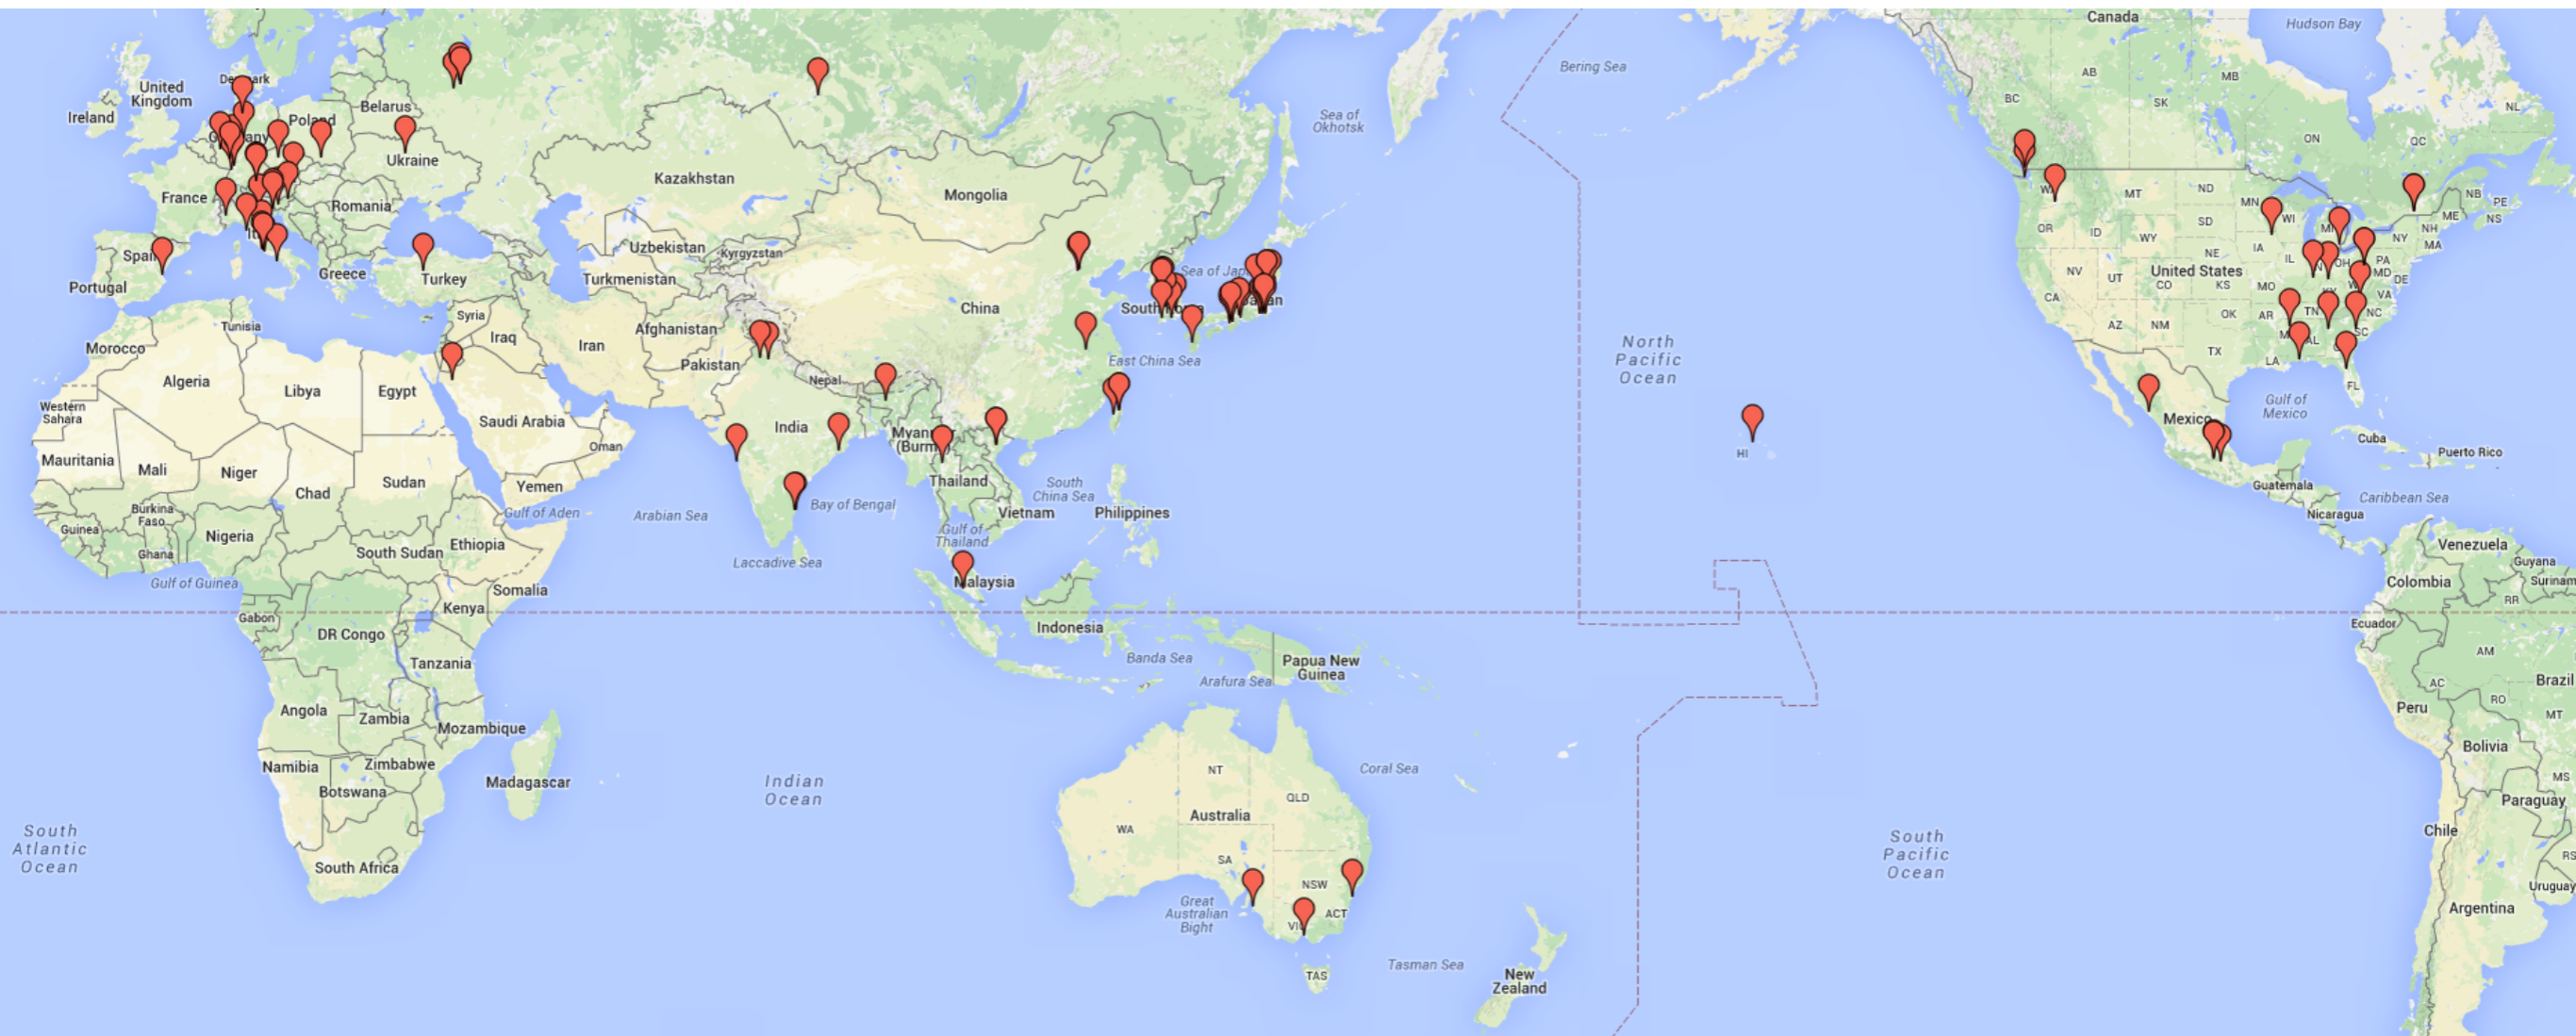 Canada
Hudson Bay
Bering Sea
Sea of
Okhotsk
United
Kingdom
Ireland
Belarus
Poland
Ukraine
France
Romania
Kazakhstan
Mongolia
AB
MB
BC
SK
NL
ON
QC
MT
ND
MN
WI
NB
PE
ME
NS
OR
ID
SD
WY
NH
NY
MA
IA
NE
IL
PA
NV
UT
United States
CO
KS
MO
MD
DE
VA
CA
OK
AR
TN
NC
AZ
NM
SC
TX
LA
FL
Portugal
Greece
Turkey
Uzbekistan
Kyrgyzstan
Turkmenistan
China
Tunisia
Syria
Iraq
Iran
Afghanistan
Pakistan
Nepal
East China Sea
Morocco
Algeria
Libya
Egypt
Western
Sahara
Saudi Arabia
Oman
India
North
Pacific
Ocean
HI
Gulf of
Mexico
Mexico
Cuba
Puerto Rico
Mauritania
Mali
Niger
Chad
Sudan
Yemen
Thailand
South
China Sea
Vietnam
Philippines
Guatemala
Caribbean Sea
Nicaragua
Burkina
Faso
Guinea
Ghana
Nigeria
Gulf of Aden
Arabian Sea
Bay of Bengal
Gulf of
Thailand
Laccadive Sea
South Sudan
Ethiopia
Somalia
Gulf of Guinea
Malaysia
Venezuela
Guyana
Surinam
Colombia
RR
Gabon
Kenya
DR Congo
Tanzania
Indonesia
Ecuador
Banda Sea
Papua New
Guinea
Arafura Sea
AM
AC
Brazil
RO
Peru
MT
Angola
Zambia
Mozambique
Zimbabwe
Namibia
Botswana
Madagascar
Bolivia
MS
Paraguay
Indian
Ocean
NT
Coral Sea
QLD
Australia
WA
SA
NSW
ACT
South
Atlantic
Ocean
South Africa
Great
Australian
Bight
South
Pacific
Ocean
Chile
RS
Uruguay
Argentina
Tasman Sea
TAS
New
Zealand